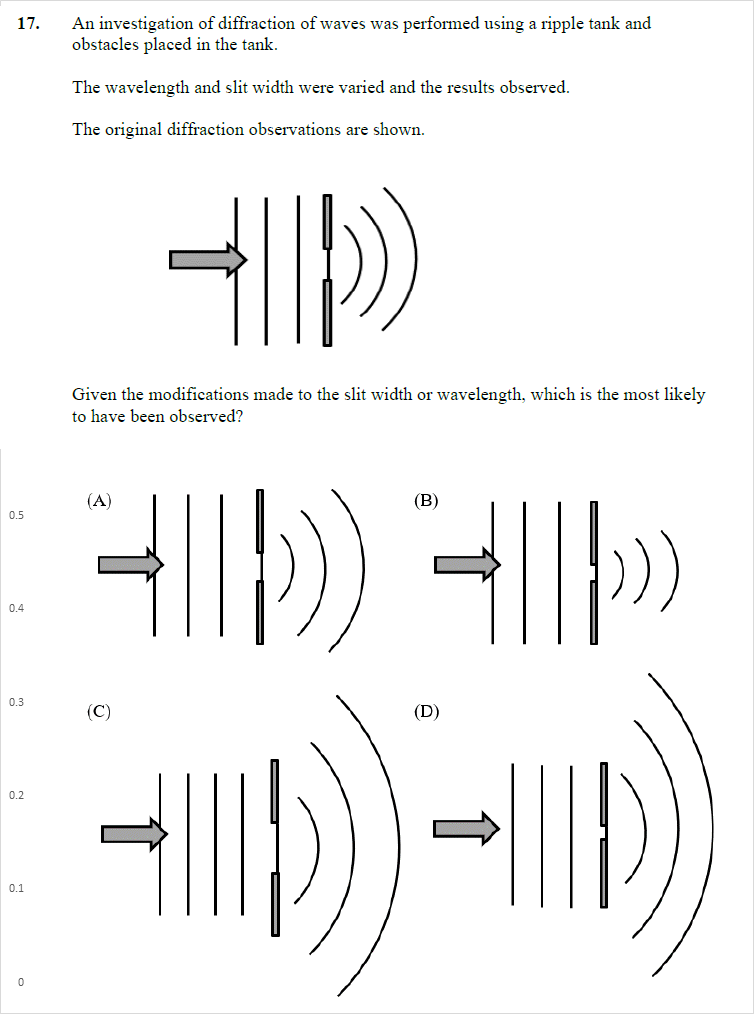 17. An investigation of diffraction of waves was performed using a ripple tank and
obstacles placed in the tank.
The wavelength and slit width were varied and the results observed.
The original diffraction observations are shown.
Given the modifications made to the slit width or wavelength, which is the most likely
to have been observed?
(A) (B)
0.5
0.4
0.3
(C) (D)
0.2
0.1
0